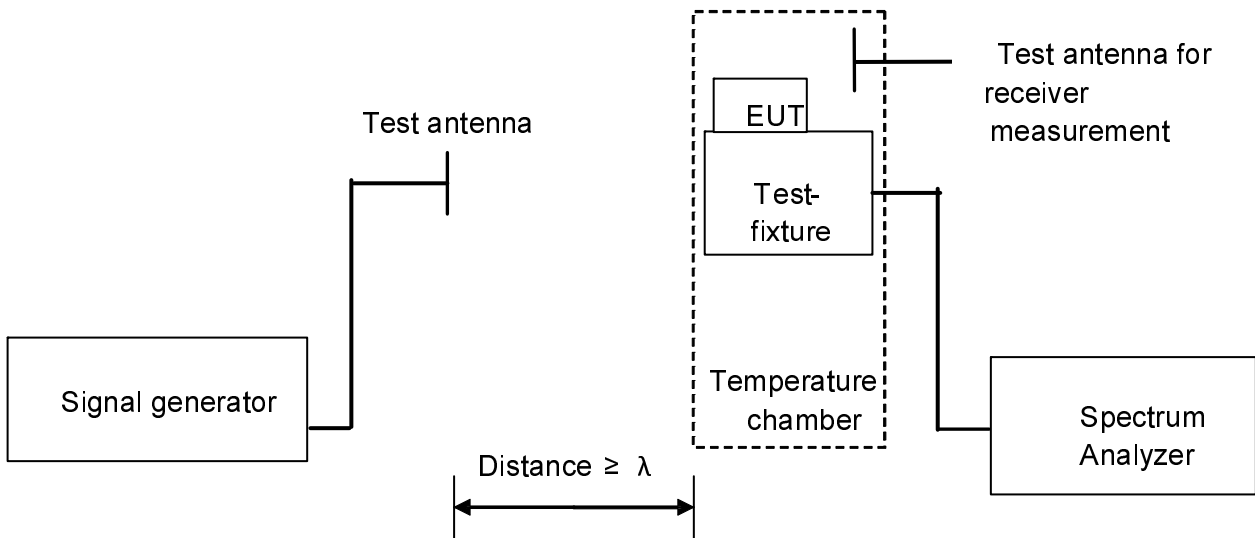 Test antenna for
receiver
measurement
EUT
Test antenna
Test-
fixture
Temperature
chamber
Signal generator
Spectrum
Analyzer
Distance ≥ λ